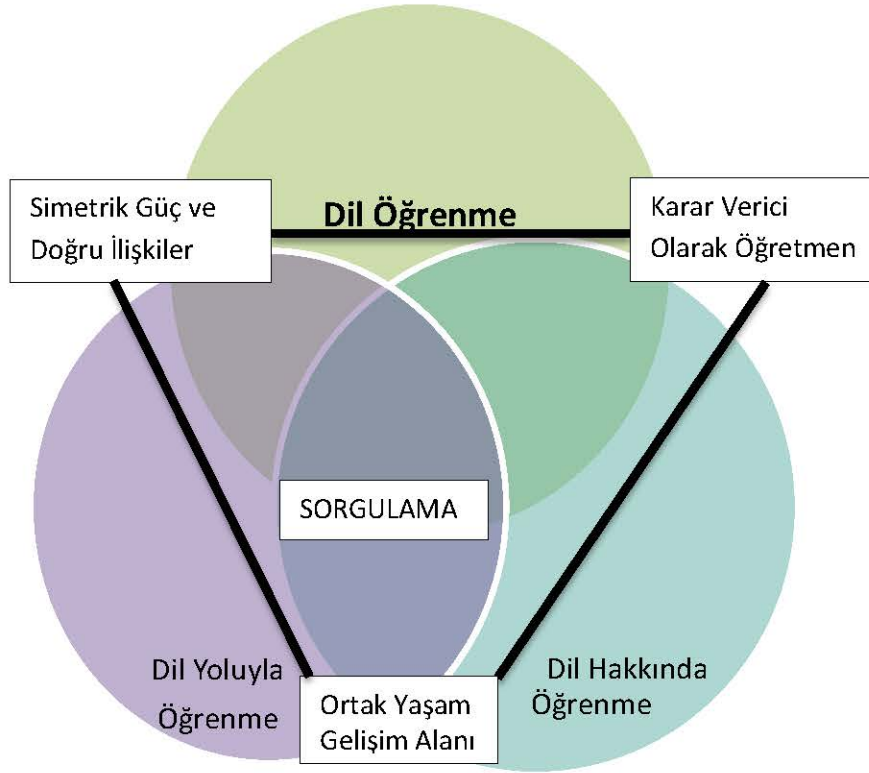 Dil Öğrenme
Simetrik Güç ve
Doğru İlişkiler
Karar Verici
Olarak Öğretmen
SORGULAMA
Dil Yoluyla
Öğrenme
Ortak Yaşam
Gelişim Alanı
Dil Hakkında
Öğrenme